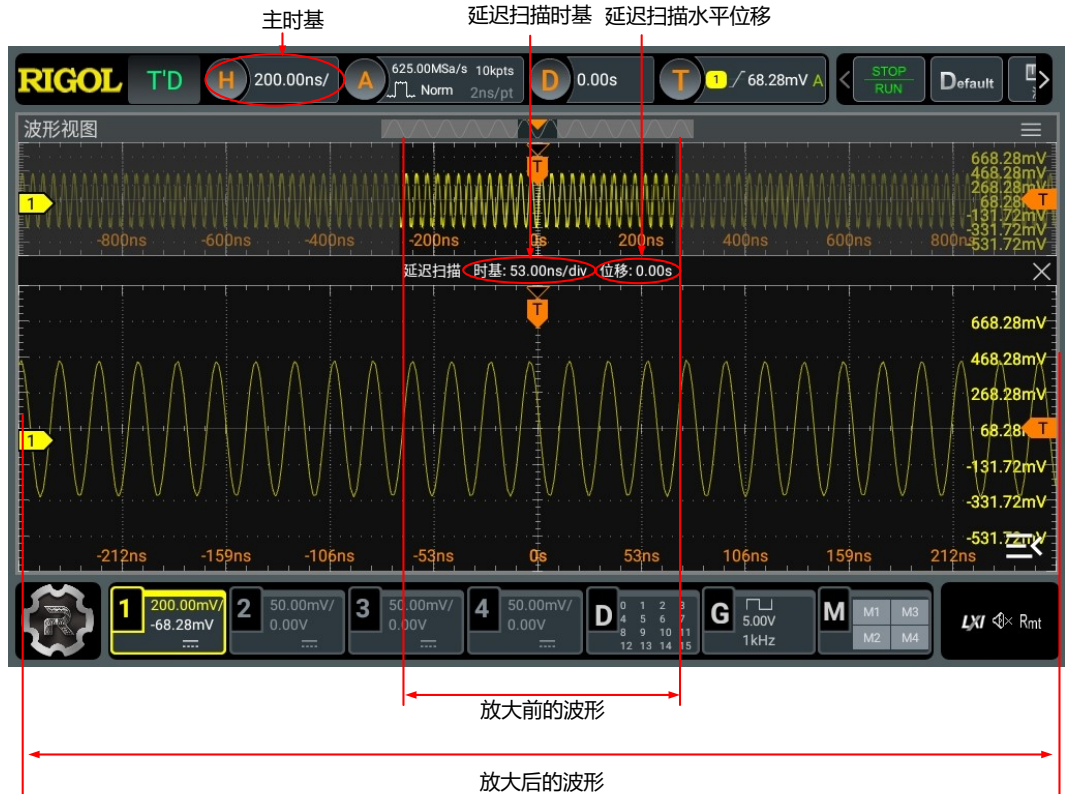 主时基
延迟扫描时基 延迟扫描水平位移
RIGOL T'D H 200.00ns/ A 625.00MSa/s 10kpts Norm 2ns/pt D 0.00s T 1 68.28mV A STOP RUN Default
波形视图
T
668.28mV
468.28mV
268.28mV
1 68.28 T
-131.72mV
-331.72mV
-531.72mV
-800ns -600ns -400ns -200ns 0s 200ns 400ns 600ns 800ns
延迟扫描 时基: 53.00ns/div 位移: 0.00s
T
668.28mV
468.28mV
268.28mV
1 68.28 T
-131.72mV
-331.72mV
-531.72mV
-212ns -159ns -106ns -53ns 0s 53ns 106ns 159ns 212ns
R
1 200.00mV/ -68.28mV
2 50.00mV/ 0.00V
3 50.00mV/ 0.00V
4 50.00mV/ 0.00V
D 0 1 2 3
4 5 6 7
8 9 10 11
12 13 14 15
G 5.00V 1kHz
M M1 M3
M2 M4
LXI Rmt
放大前的波形
放大后的波形